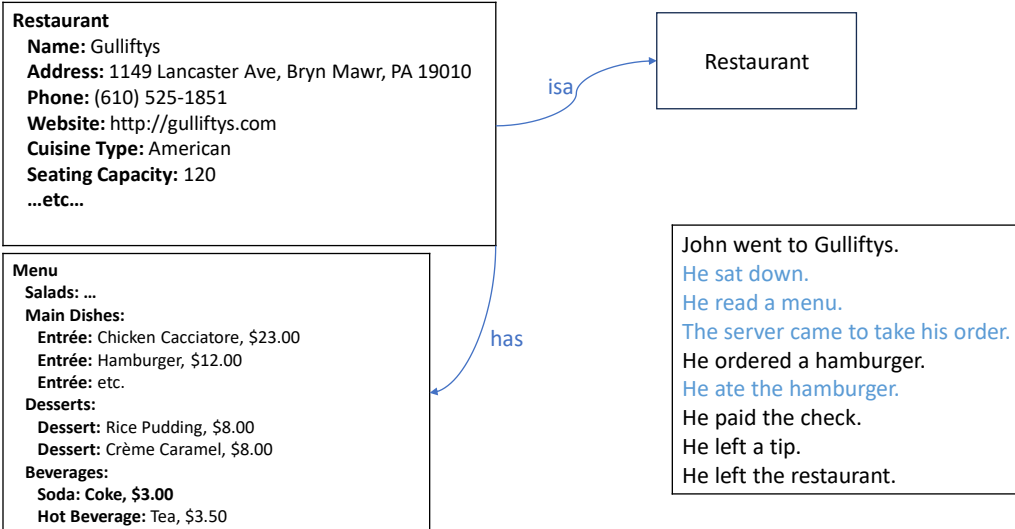 Restaurant
Name: Gulliftys
Address: 1149 Lancaster Ave, Bryn Mawr, PA 19010
Phone: (610) 525-1851
Website: http://gulliftys.com
Cuisine Type: American
Seating Capacity: 120
...etc...
isa
Restaurant
Menu
Salads: ...
Main Dishes:
Entrée: Chicken Cacciatore, $23.00
Entrée: Hamburger, $12.00
Entrée: etc.
Desserts:
Dessert: Rice Pudding, $8.00
Dessert: Crème Caramel, $8.00
Beverages:
Soda: Coke, $3.00
Hot Beverage: Tea, $3.50
has
John went to Gulliftys.
He sat down.
He read a menu.
The server came to take his order.
He ordered a hamburger.
He ate the hamburger.
He paid the check.
He left a tip.
He left the restaurant.